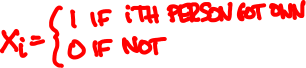 Xi = { 1 IF iTH PERSON GOT OWN
0 IF NOT